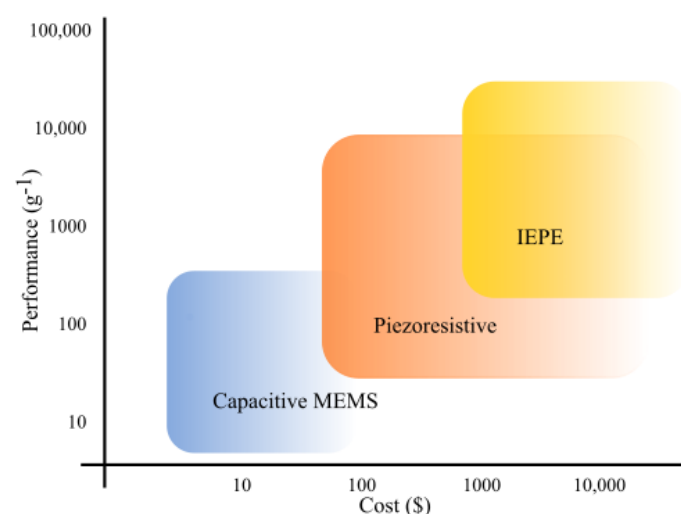 100,000
10,000
1000
100
10
Performance (g-1)
IEPE
Piezoresistive
Capacitive MEMS
10 100 1000 10,000
Cost ($)